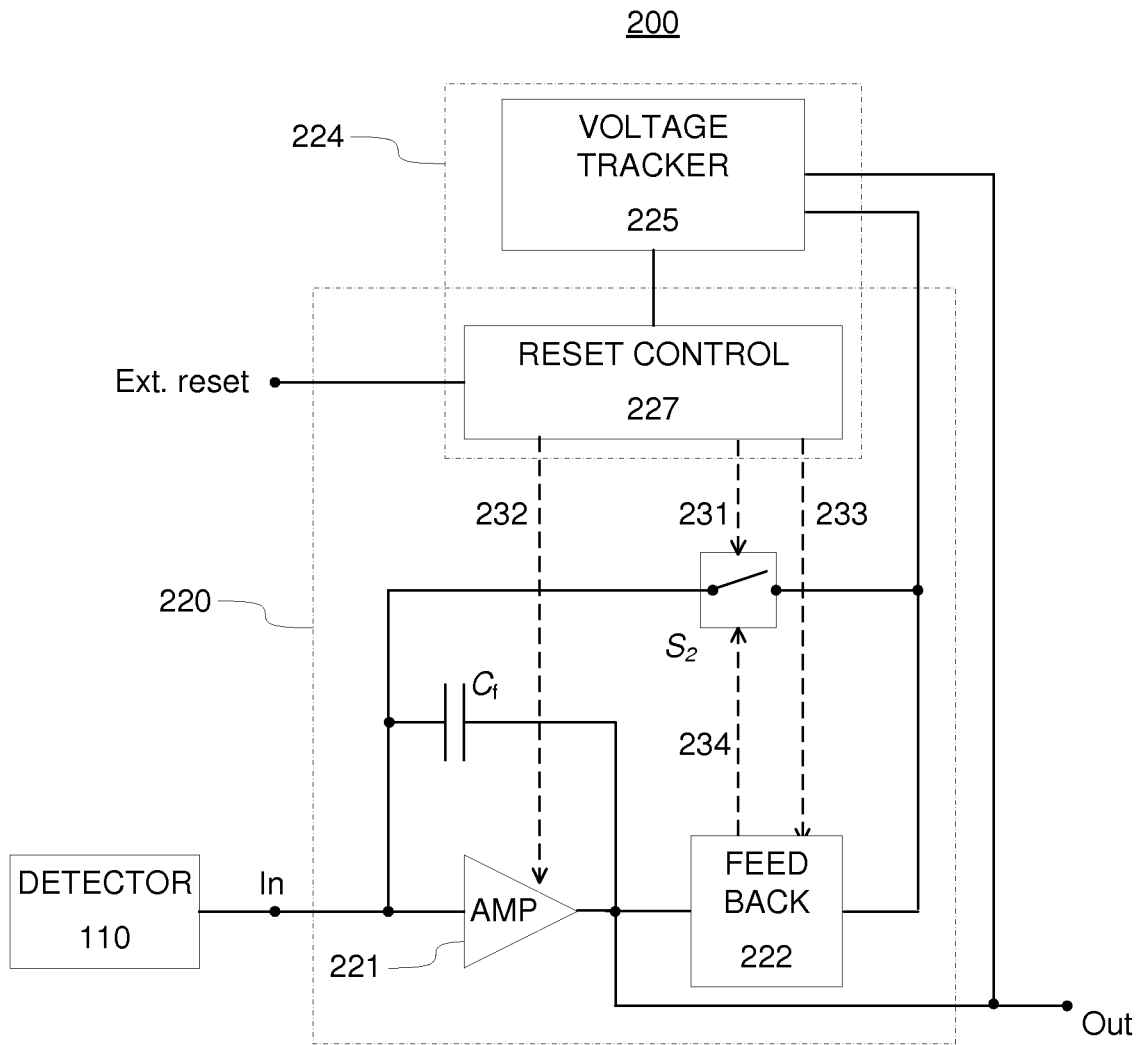 200
VOLTAGE
TRACKER
225
224
RESET CONTROL
227
Ext. reset
232
231
233
220
S2
Cf
234
DETECTOR
110
In
AMP
221
FEED
BACK
222
Out